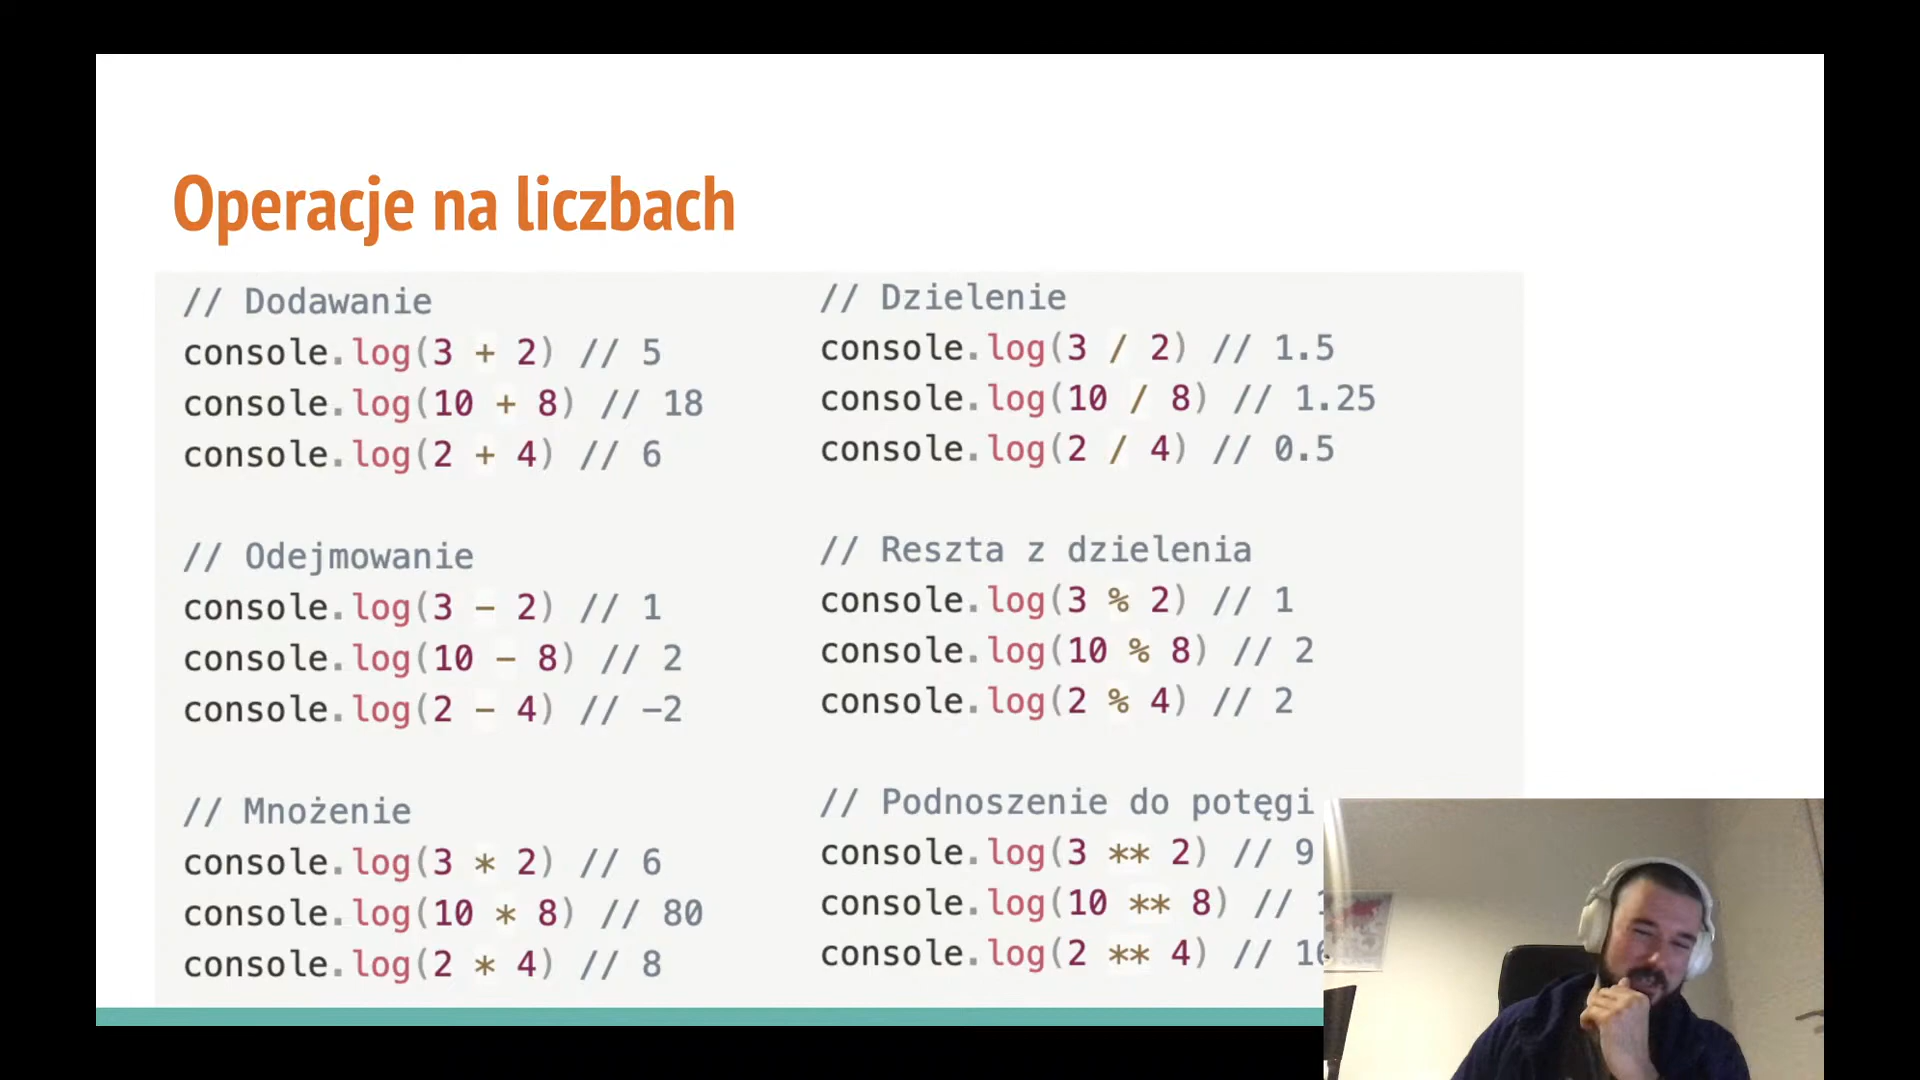 Operacje na liczbach
// Dodawanie
console.log(3 + 2) // 5
console.log(10 + 8) // 18
console.log(2 + 4) // 6
// Odejmowanie
console.log(3 − 2) // 1
console.log(10 − 8) // 2
console.log(2 − 4) // −2
// Mnożenie
console.log(3 * 2) // 6
console.log(10 * 8) // 80
console.log(2 * 4) // 8
// Dzielenie
console.log(3 / 2) // 1.5
console.log(10 / 8) // 1.25
console.log(2 / 4) // 0.5
// Reszta z dzielenia
console.log(3 % 2) // 1
console.log(10 % 8) // 2
console.log(2 % 4) // 2
// Podnoszenie do potęgi
console.log(3 ** 2) // 9
console.log(10 ** 8) //
console.log(2 ** 4) // 16